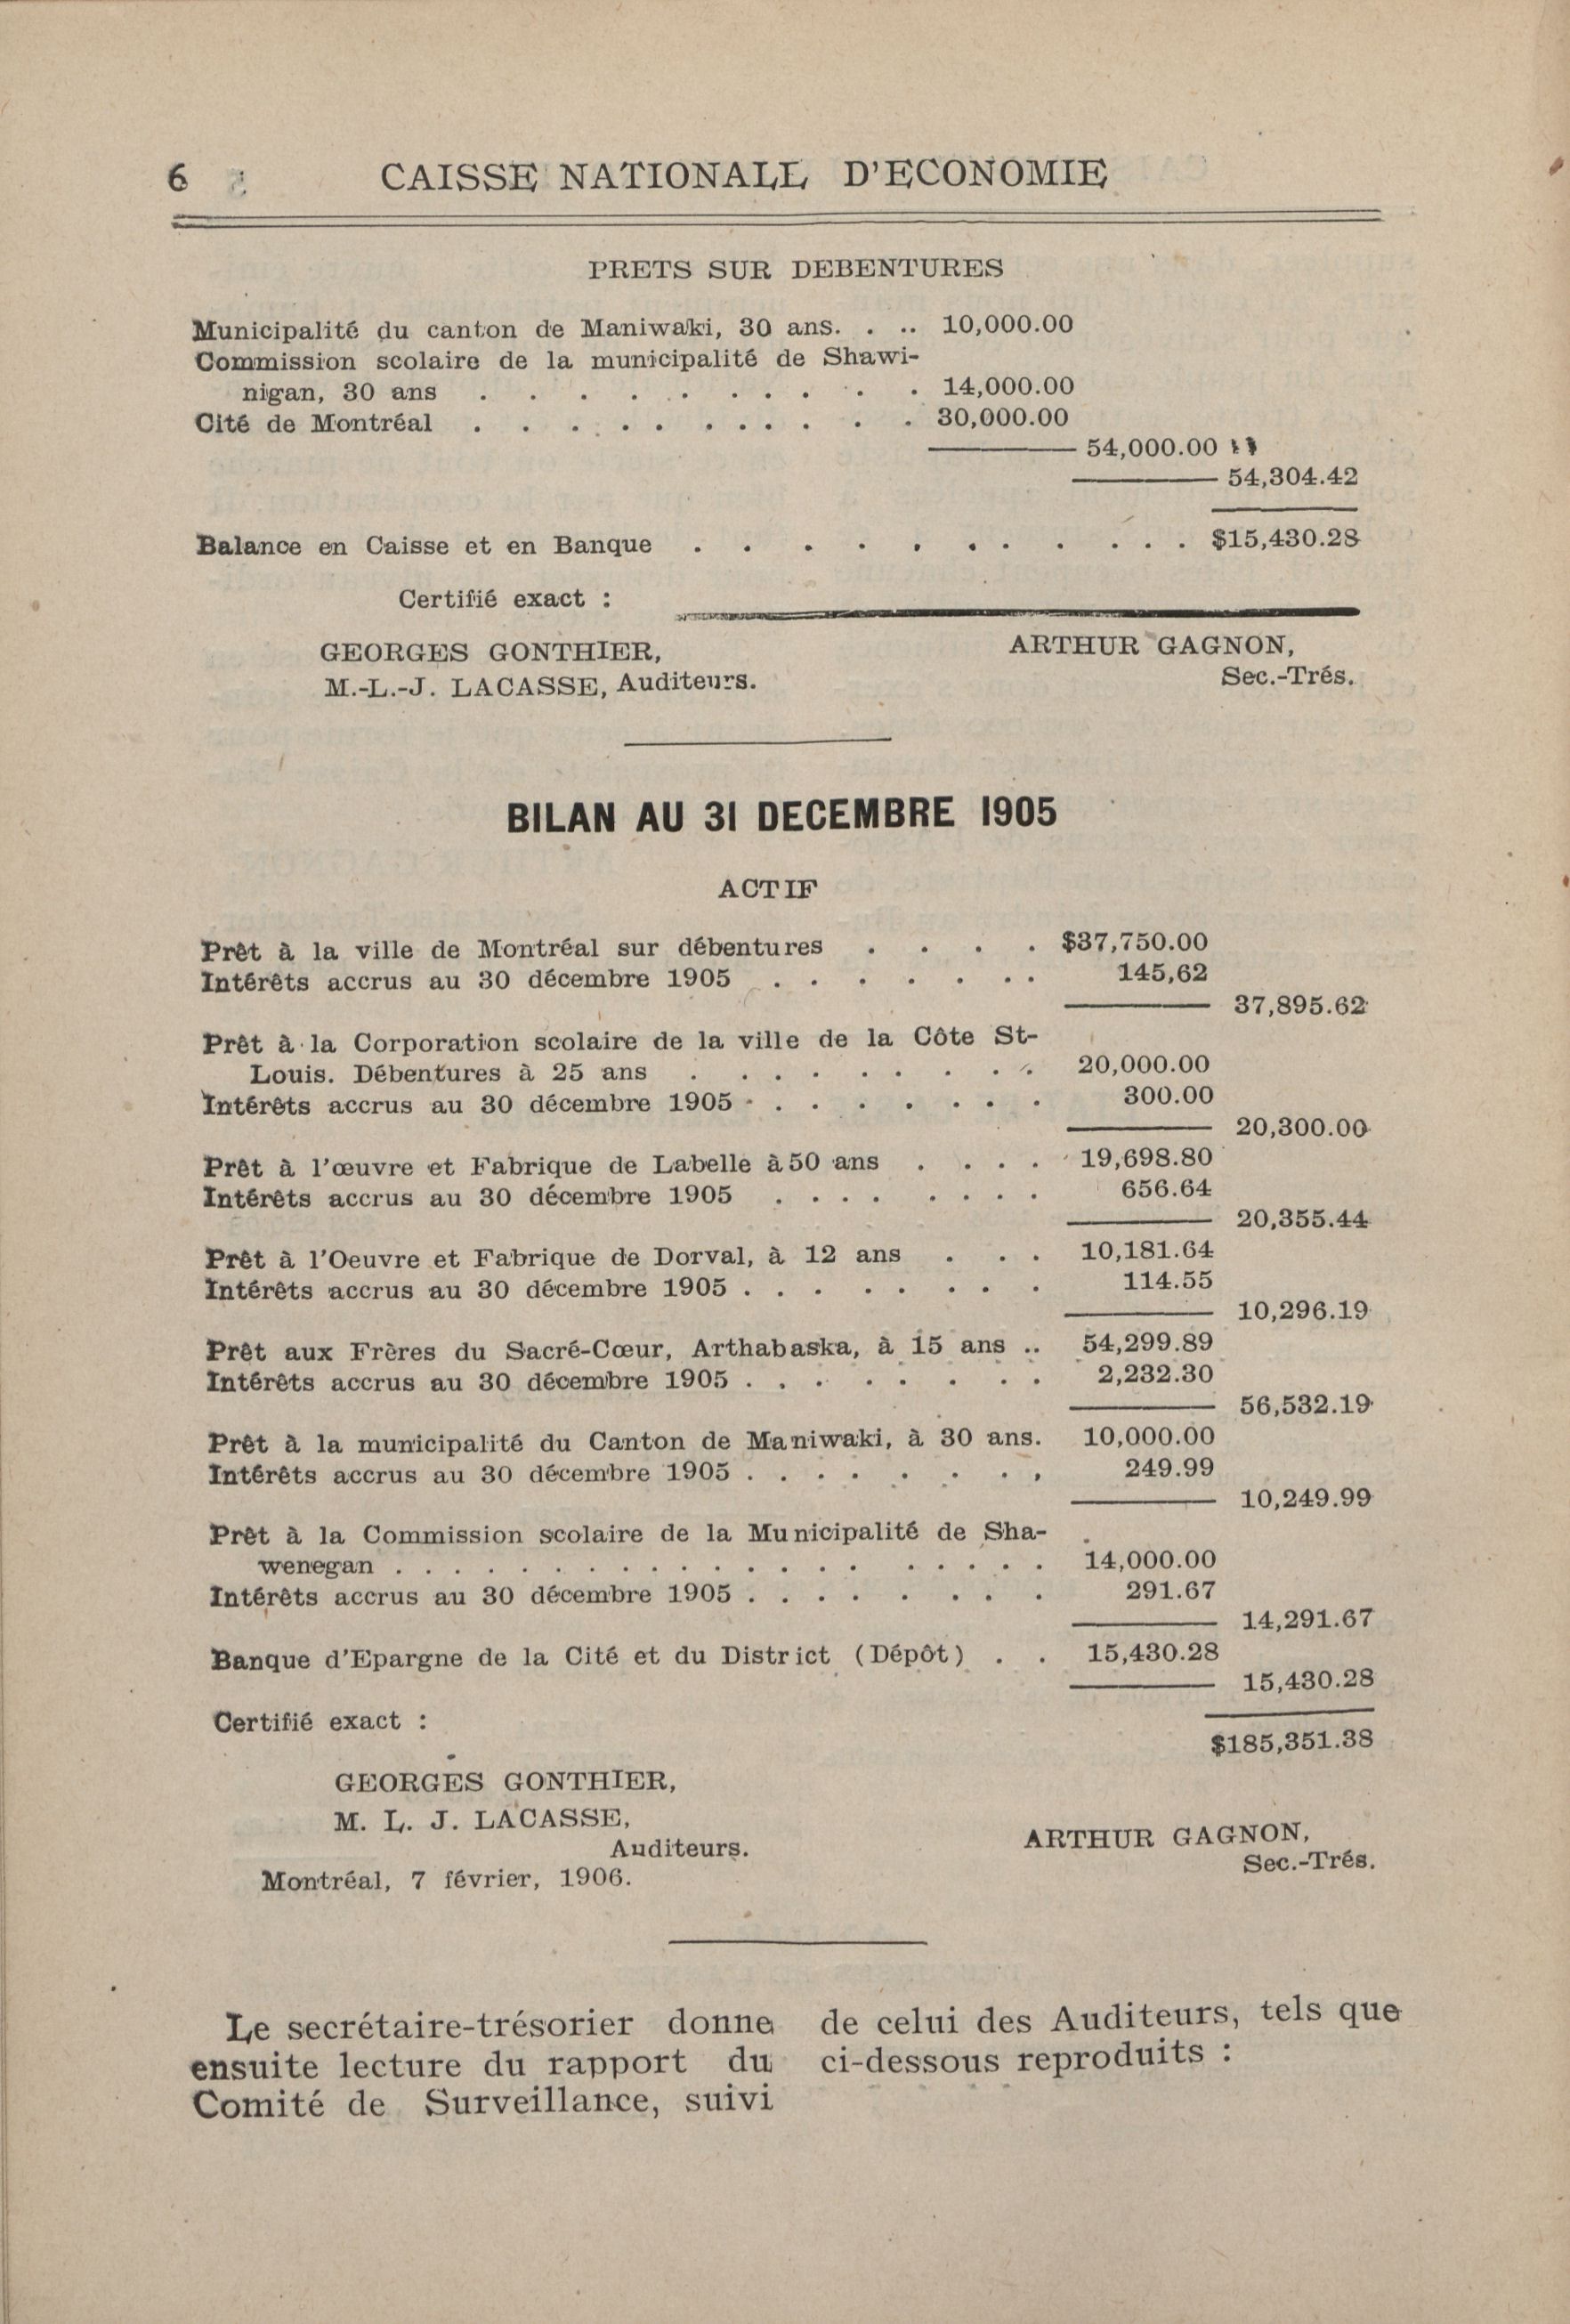 6 CAISSE NATIONALE D'ECONOMIE
PRETS SUR DEBENTURES
Municipalité du canton de Maniwaki, 30 ans. . .. 10,000.00
Commission scolaire de la municipalité de Shawi-
nigan, 30 ans . . . . . . . . . . 14,000.00
Cité de Montréal . . . . . . . . . . 30,000.00
54,000.00
54,304.42
Balance en Caisse et en Banque . . . . . . . . . . . $15,430.28
Certifié exact :
GEORGES GONTHIER, ARTHUR GAGNON,
M.-L.-J. LACASSE, Auditeurs. Sec.-Trés.
BILAN AU 31 DECEMBRE 1905
ACTIF
Prêt à la ville de Montréal sur débentures . . . . $37,750.00
Intérêts accrus au 30 décembre 1905 . . . . . . . 145,62
37,895.62
Prêt à la Corporation scolaire de la ville de la Côte St-
Louis. Débentures à 25 ans . . . . . . . . . 20,000.00
Intérêts accrus au 30 décembre 1905 . . . . . . . 300.00
20,300.00
Prêt à l'œuvre et Fabrique de Labelle à 50 ans . . . . 19,698.80
Intérêts accrus au 30 décembre 1905 . . . . . . . . 656.64
20,355.44
Prêt à l'Oeuvre et Fabrique de Dorval, à 12 ans . . . 10,181.64
Intérêts accrus au 30 décembre 1905 . . . . . . . . 114.55
10,296.19
Prêt aux Frères du Sacré-Cœur, Arthabaska, à 15 ans .. 54,299.89
Intérêts accrus au 30 décembre 1905 . . . . . . . . 2,232.30
56,532.19
Prêt à la municipalité du Canton de Maniwaki, à 30 ans. 10,000.00
Intérêts accrus au 30 décembre 1905 . . . . . . . , 249.99
10,249.99
Prêt à la Commission scolaire de la Municipalité de Sha-
wenegan . . . . . . . . . . . . . . . . 14,000.00
Intérêts accrus au 30 décembre 1905 . . . . . . . . 291.67
14,291.67
Banque d'Epargne de la Cité et du District (Dépôt) . . 15,430.28
15,430.28
Certifié exact :
$185,351.38
GEORGES GONTHIER,
M. L. J. LACASSE,
Auditeurs.
ARTHUR GAGNON,
Sec.-Trés.
Montréal, 7 février, 1906.
Le secrétaire-trésorier donne
ensuite lecture du rapport du
Comité de Surveillance, suivi
de celui des Auditeurs, tels que
ci-dessous reproduits :